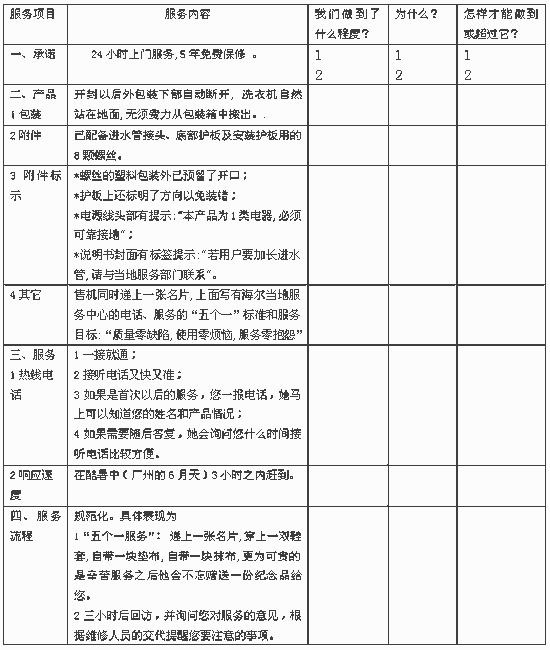 服务项目 服务内容 我们做到了什么程度？ 为什么？ 怎样才能做到或超过它？
一、承诺 24小时上门服务,5年免费保修 。 1 1 1
2 2 2
二、产品
1包装
开封以后外包装下部自动断开， 洗衣机自然
站在地面,无须费力从包装箱中搬出。.
2附件
已配备进水管接头、底部护板及安装护板用的
8颗螺丝。
3 附件标
示
*螺丝的塑料包装外已预留了开口；
*护板上还标明了方向以免装错；
*电源线头部有提示:“本产品为1类电器,必须
可靠接地”；
*说明书封面有标签提示:“若用户要加长进水
管,请与当地服务部门联系”。
4其它
售机同时递上一张名片,上面写有海尔当地服
务中心的电话、服务的“五个一”标准和服务
目标:“质量零缺陷,使用零烦恼,服务零抱怨”
三、服务
1热线电
话
1一接就通；
2接听电话又快又准；
3如果是首次以后的服务，您一报电话，她马
上可以知道您的姓名和产品情况；
4如果需要随后答复，她会询问您什么时间接
听电话比较方便。
2响应速
度
在酷暑中（广州的6月天）3小时之内赶到。
四、服务
流程
规范化。具体表现为
1“五个一服务”： 递上一张名片,穿上一双鞋
套,自带一块垫布,自带一块抹布,更为可贵的
是辛苦服务之后他会不忘赠送一份纪念品给
您。
2三小时后回访，并询问您对服务的意见，根
据维修人员的交代提醒您要注意的事项。